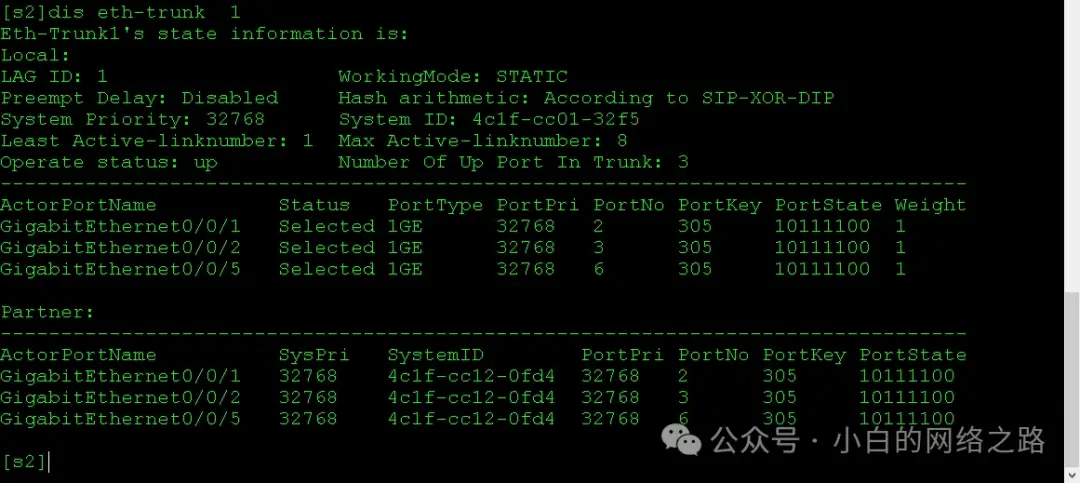 [s2]dis eth-trunk  1
Eth-Trunk1's state information is:
Local:
LAG ID: 1                   WorkingMode: STATIC
Preempt Delay: Disabled     Hash arithmetic: According to SIP-XOR-DIP
System Priority: 32768      System ID: 4c1f-cc01-32f5
Least Active-linknumber: 1  Max Active-linknumber: 8
Operate status: up          Number Of Up Port In Trunk: 3
--------------------------------------------------------------------------------
ActorPortName          Status   PortType PortPri PortNo PortKey PortState Weight
GigabitEthernet0/0/1   Selected 1GE      32768   2      305     10111100  1
GigabitEthernet0/0/2   Selected 1GE      32768   3      305     10111100  1
GigabitEthernet0/0/5   Selected 1GE      32768   6      305     10111100  1

Partner:
--------------------------------------------------------------------------------
ActorPortName          SysPri   SystemID        PortPri PortNo PortKey PortState
GigabitEthernet0/0/1   32768    4c1f-cc12-0fd4  32768   2      305     10111100
GigabitEthernet0/0/2   32768    4c1f-cc12-0fd4  32768   3      305     10111100
GigabitEthernet0/0/5   32768    4c1f-cc12-0fd4  32768   6      305     10111100
公众号 · 小白的网络之路
[s2]